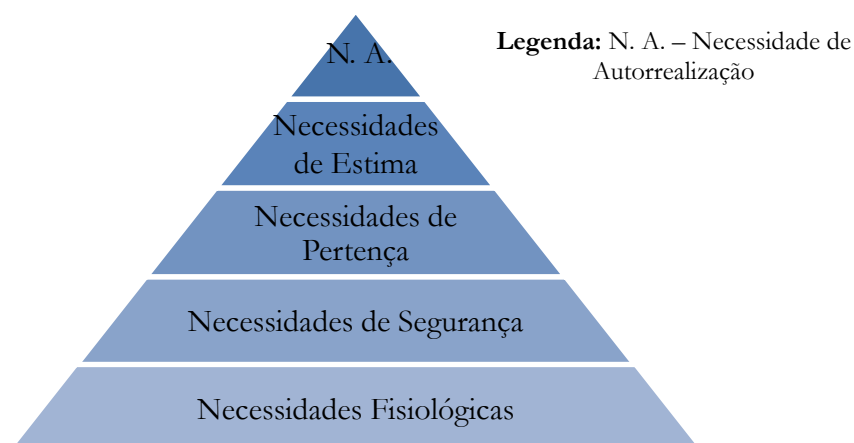 N. A.
Legenda: N. A. – Necessidade de
Autorrealização
Necessidades
de Estima
Necessidades de
Pertença
Necessidades de Segurança
Necessidades Fisiológicas